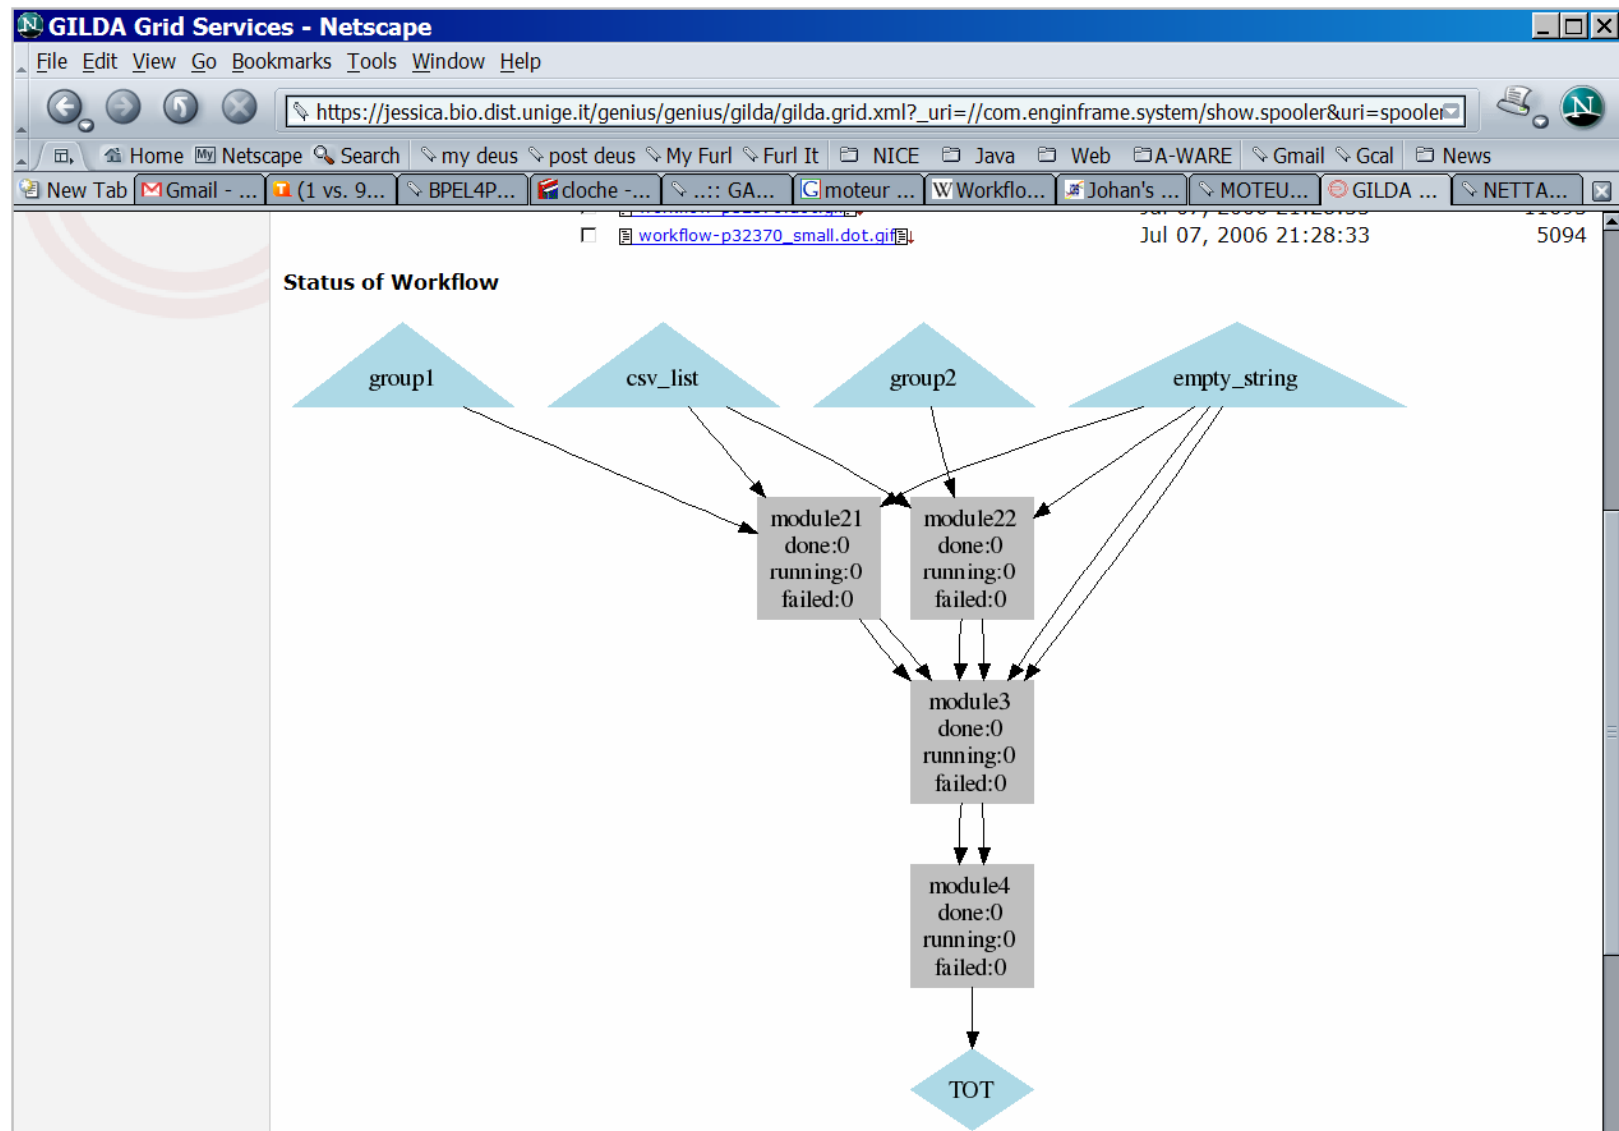 GILDA Grid Services - Netscape
File Edit View Go Bookmarks Tools Window Help
https://jessica.bio.dist.unige.it/genius/genius/gilda/gilda.grid.xml?_uri=//com.enginframe.system/show.spooler&uri=spooler
Home My Netscape Search my deus post deus My Furl Furl It NICE Java Web A-WARE Gmail Gcal News
New Tab Gmail - ... (1 vs. 9... BPEL4P... cloche -... ..:: GA... moteur ... Workflo... Johan's ... MOTEU... GILDA ... NETTA...
workflow-p32370_small.dot.gif Jul 07, 2006 21:28:33 5094
Status of Workflow
group1 csv_list group2 empty_string
module21
done:0
running:0
failed:0
module22
done:0
running:0
failed:0
module3
done:0
running:0
failed:0
module4
done:0
running:0
failed:0
TOT